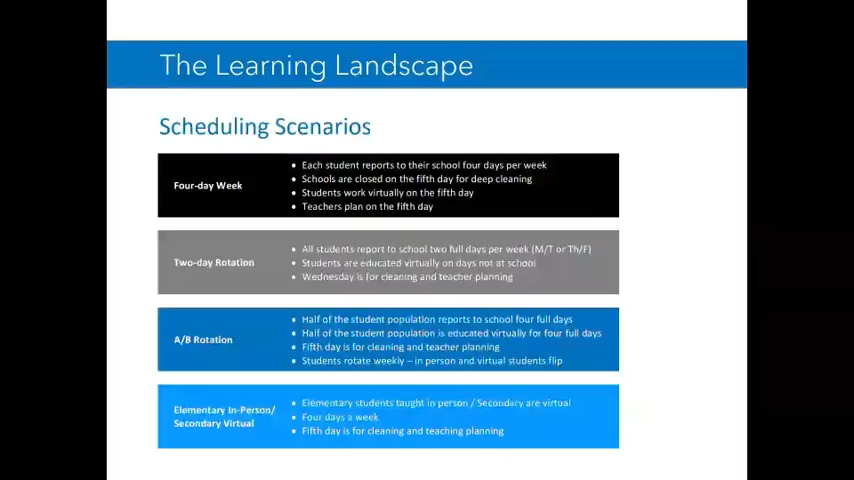 The Learning Landscape
Scheduling Scenarios
Four-day Week
• Each student reports to their school four days per week
• Schools are closed on the fifth day for deep cleaning
• Students work virtually on the fifth day
• Teachers plan on the fifth day
Two-day Rotation
• All students report to school two full days per week (M/T or Th/F)
• Students are educated virtually on days not at school
• Wednesday is for cleaning and teacher planning
A/B Rotation
• Half of the student population reports to school four full days
• Half of the student population is educated virtually for four full days
• Fifth day is for cleaning and teacher planning
• Students rotate weekly – in person and virtual students flip
Elementary In-Person/
Secondary Virtual
• Elementary students taught in person / Secondary are virtual
• Four days a week
• Fifth day is for cleaning and teaching planning